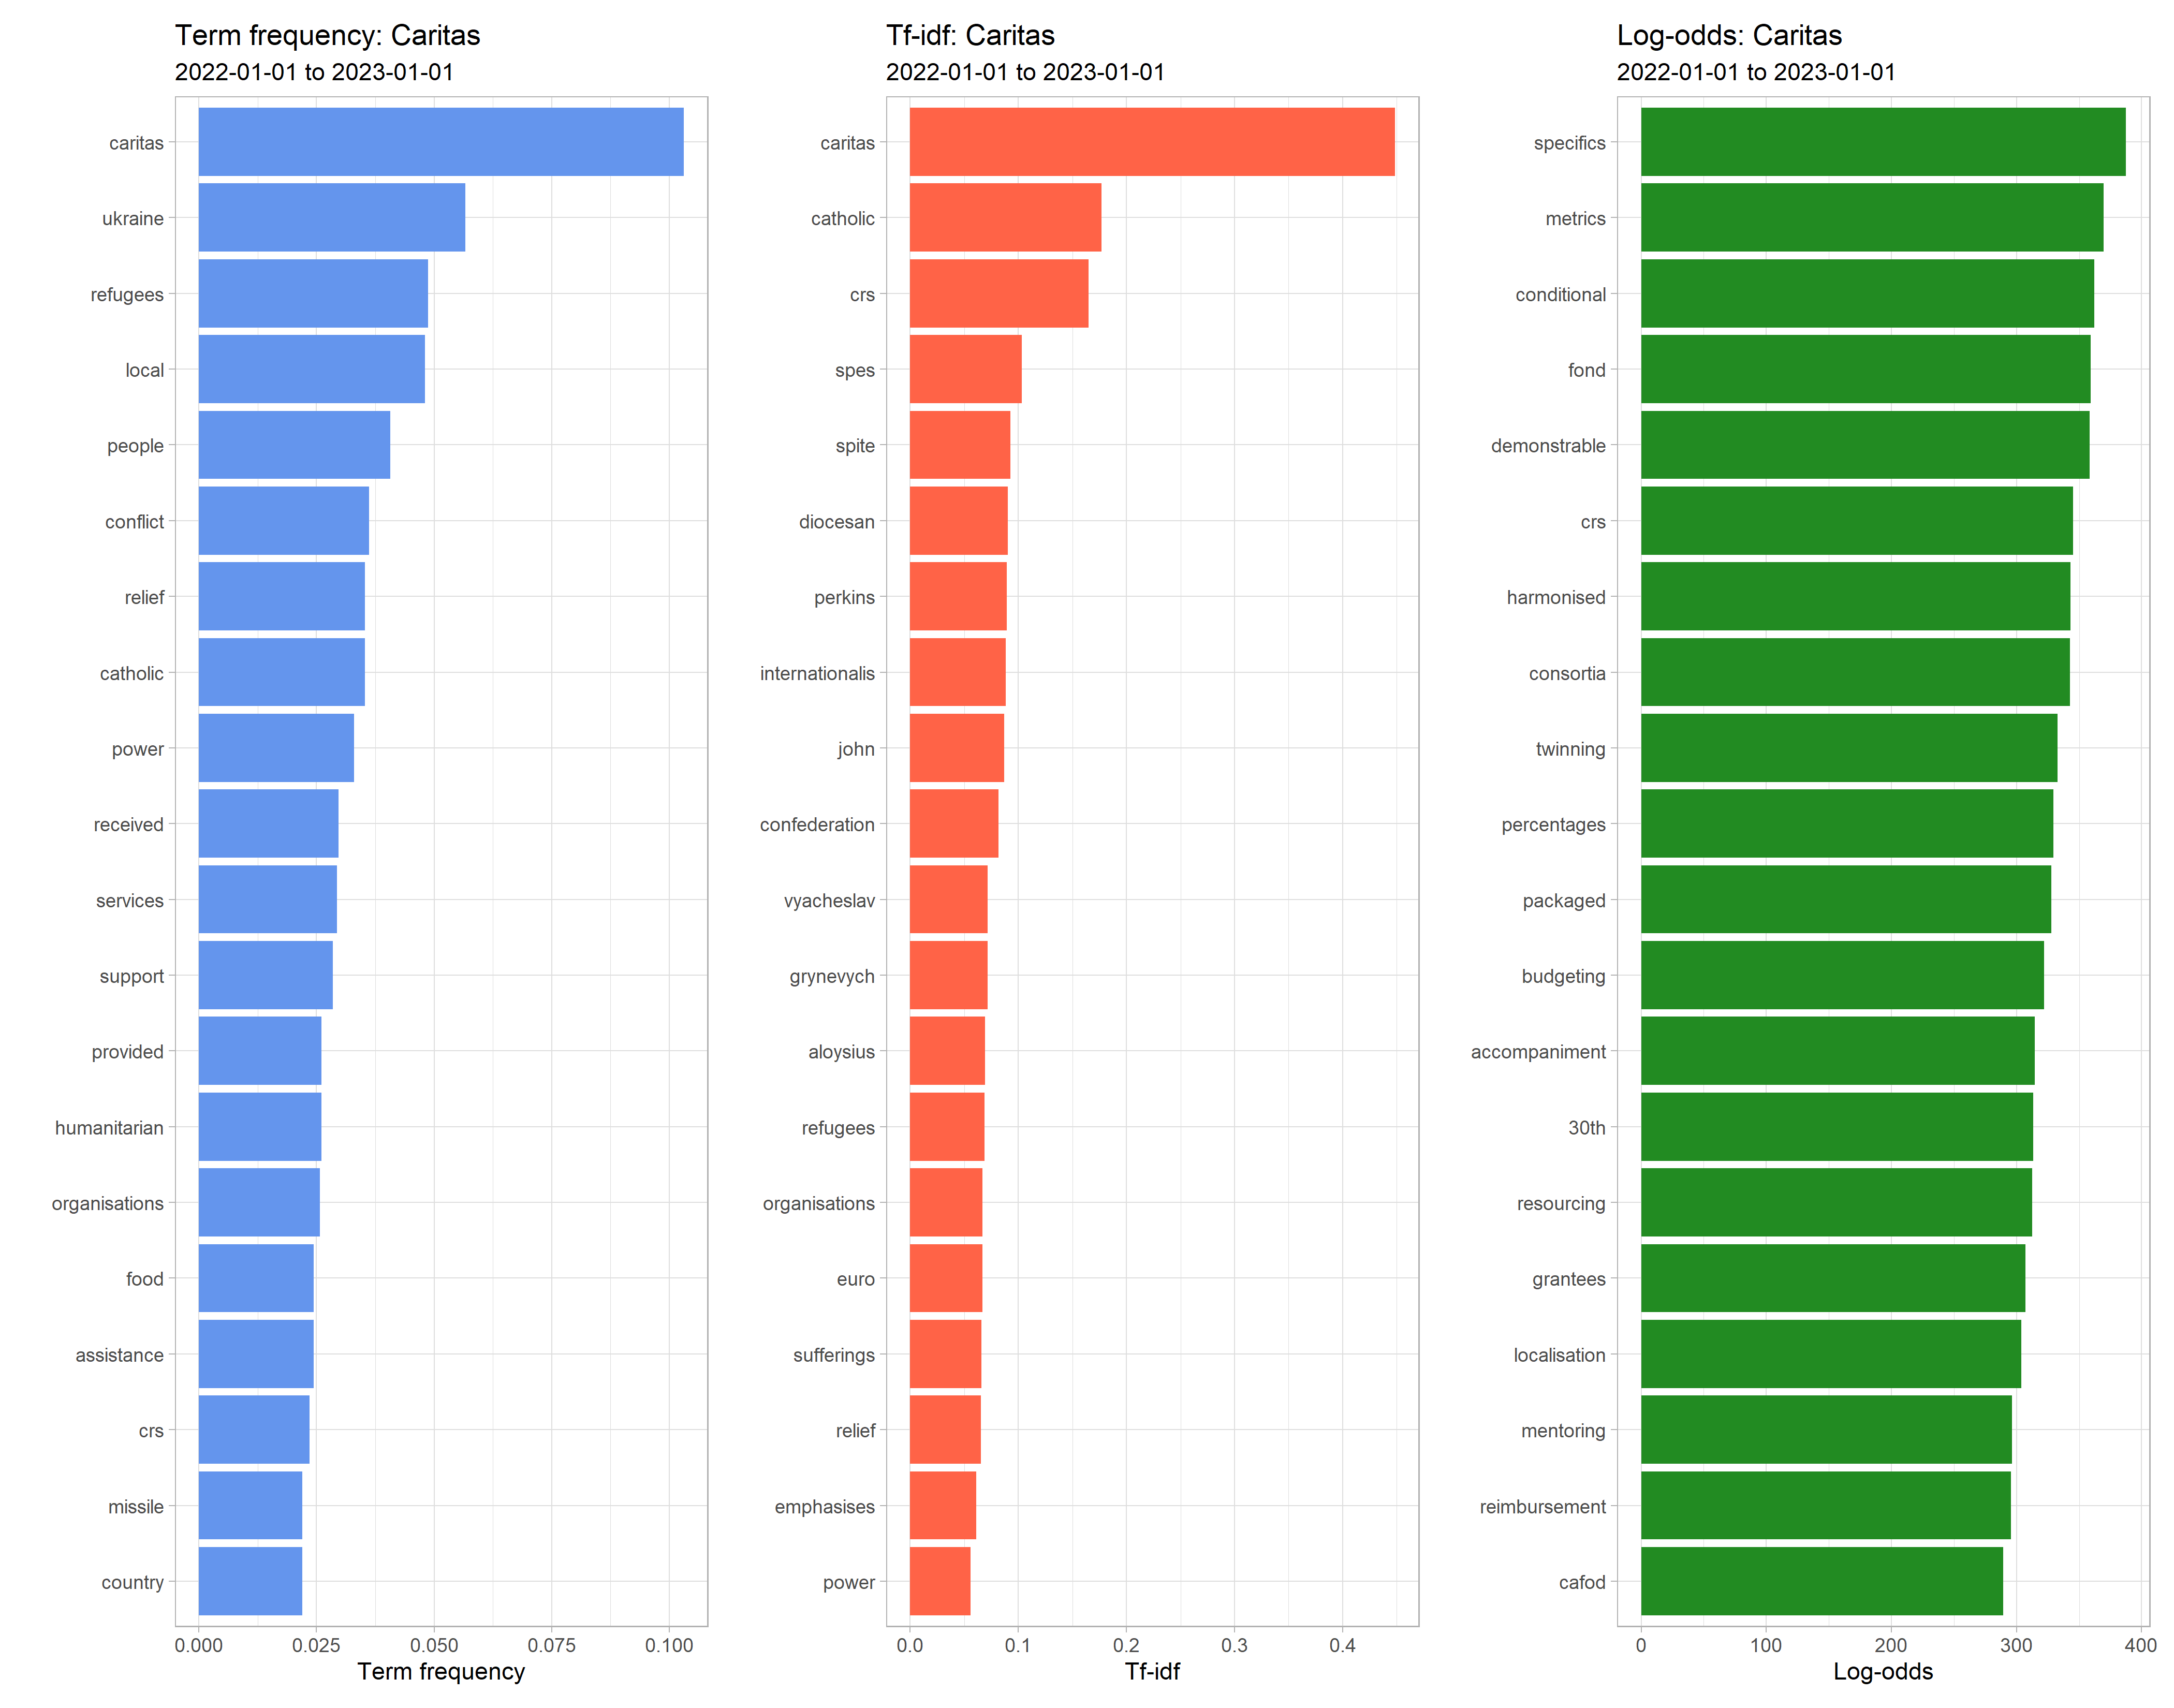 Term frequency: Caritas
2022-01-01 to 2023-01-01
caritas
ukraine
refugees
local
people
conflict
relief
catholic
power
received
services
support
provided
humanitarian
organisations
food
assistance
crs
missile
country
0.000 0.025 0.050 0.075 0.100
Term frequency
Tf-idf: Caritas
2022-01-01 to 2023-01-01
caritas
catholic
crs
spes
spite
diocesan
perkins
internationalis
john
confederation
vyacheslav
grynevych
aloysius
refugees
organisations
euro
sufferings
relief
emphasises
power
0.0 0.1 0.2 0.3 0.4
Tf-idf
Log-odds: Caritas
2022-01-01 to 2023-01-01
specifics
metrics
conditional
fond
demonstrable
crs
harmonised
consortia
twinning
percentages
packaged
budgeting
accompaniment
30th
resourcing
grantees
localisation
mentoring
reimbursement
cafod
0 100 200 300 400
Log-odds